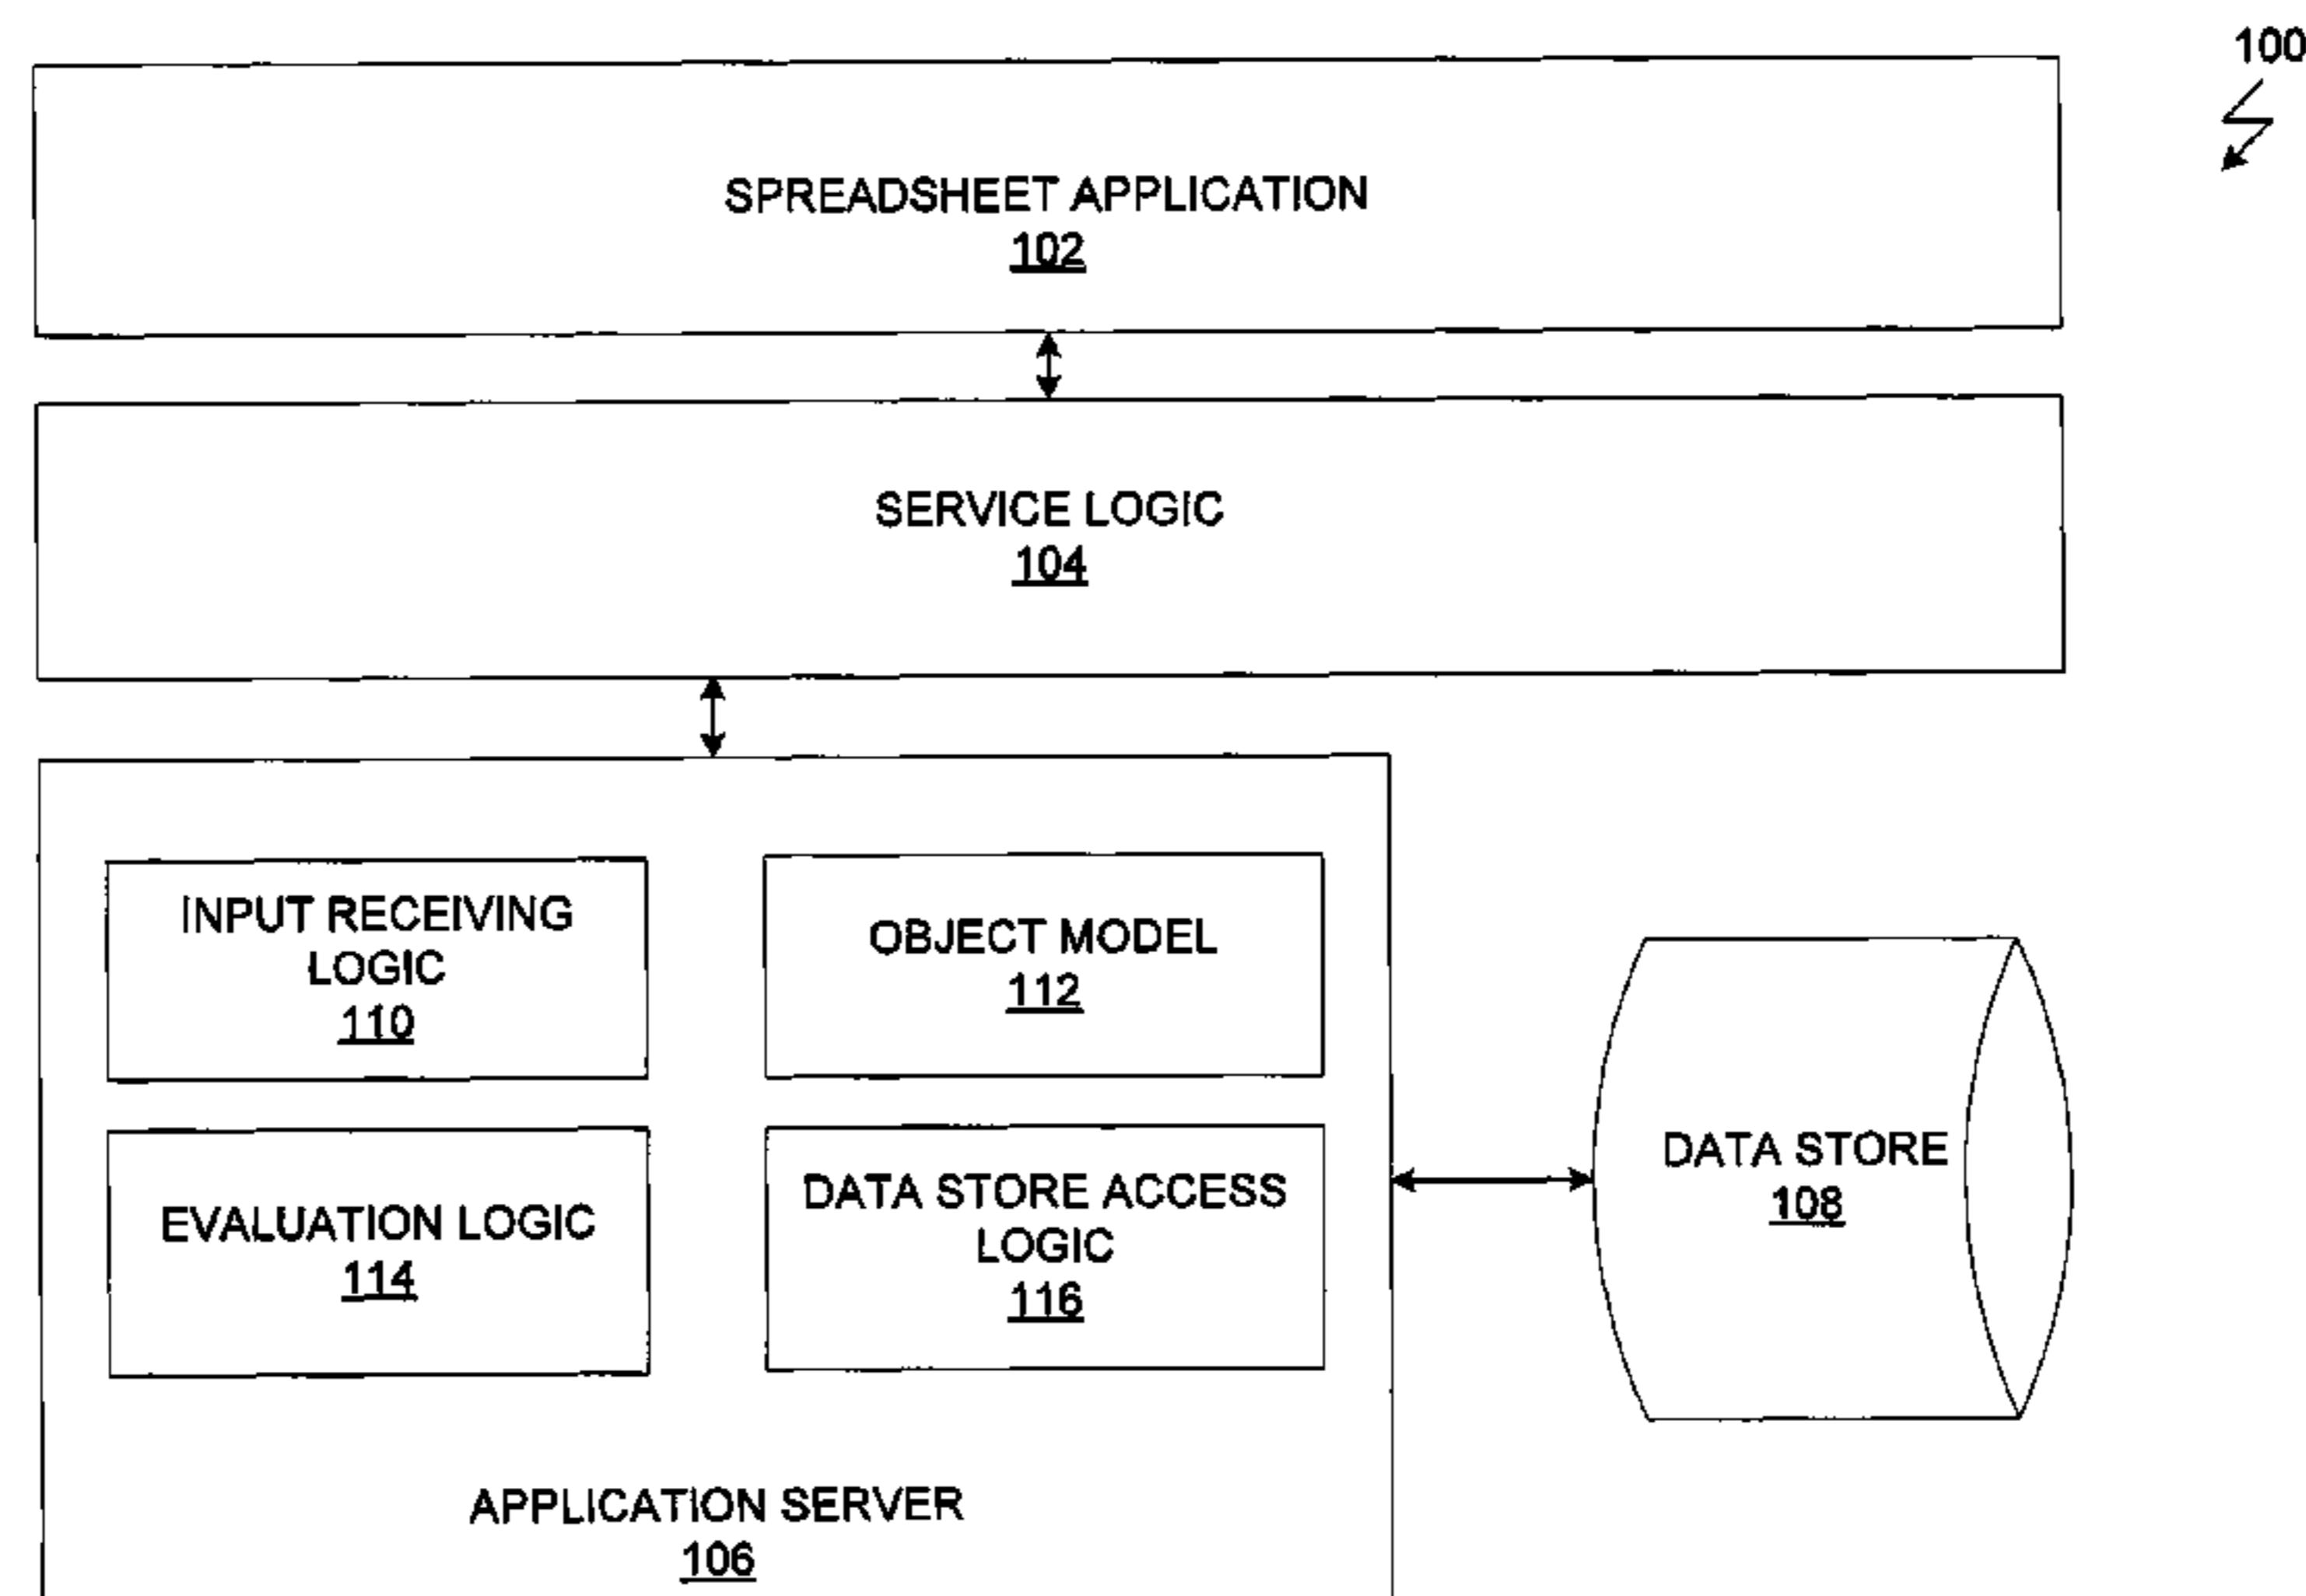 100
SPREADSHEET APPLICATION
102
SERVICE LOGIC
104
INPUT RECEIVING
LOGIC
110
OBJECT MODEL
112
EVALUATION LOGIC
114
DATA STORE ACCESS
LOGIC
116
DATA STORE
108
APPLICATION SERVER
106